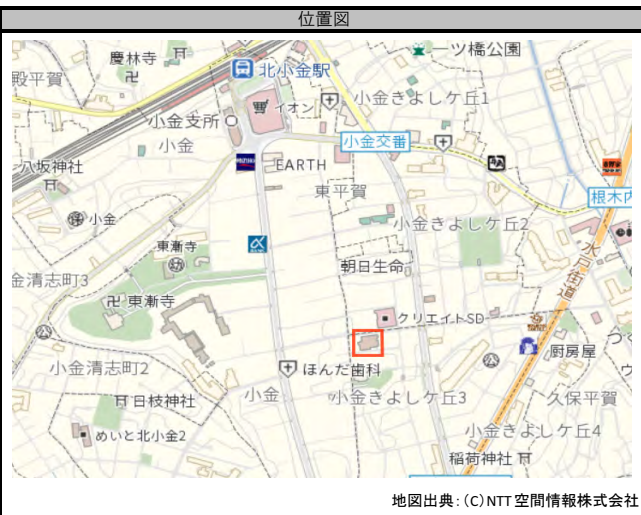 位置図
慶林寺
一ツ橋公園
殿平賀
北小金駅
小金きよしケ丘1
イオン
小金支所
小金
小金交番
EARTH
八坂神社
東平賀
根木内
小金
東漸寺
小金きよしケ丘2
水戸街道
朝日生命
金清志町3
東漸寺
クリエイトSD
厨房屋
小金清志町2
ほんだ歯科
小金
小金きよしケ丘3
久保平賀
日枝神社
めいと北小金2
小金きよしケ丘4
稲荷神社
地図出典:(C)NTT空間情報株式会社